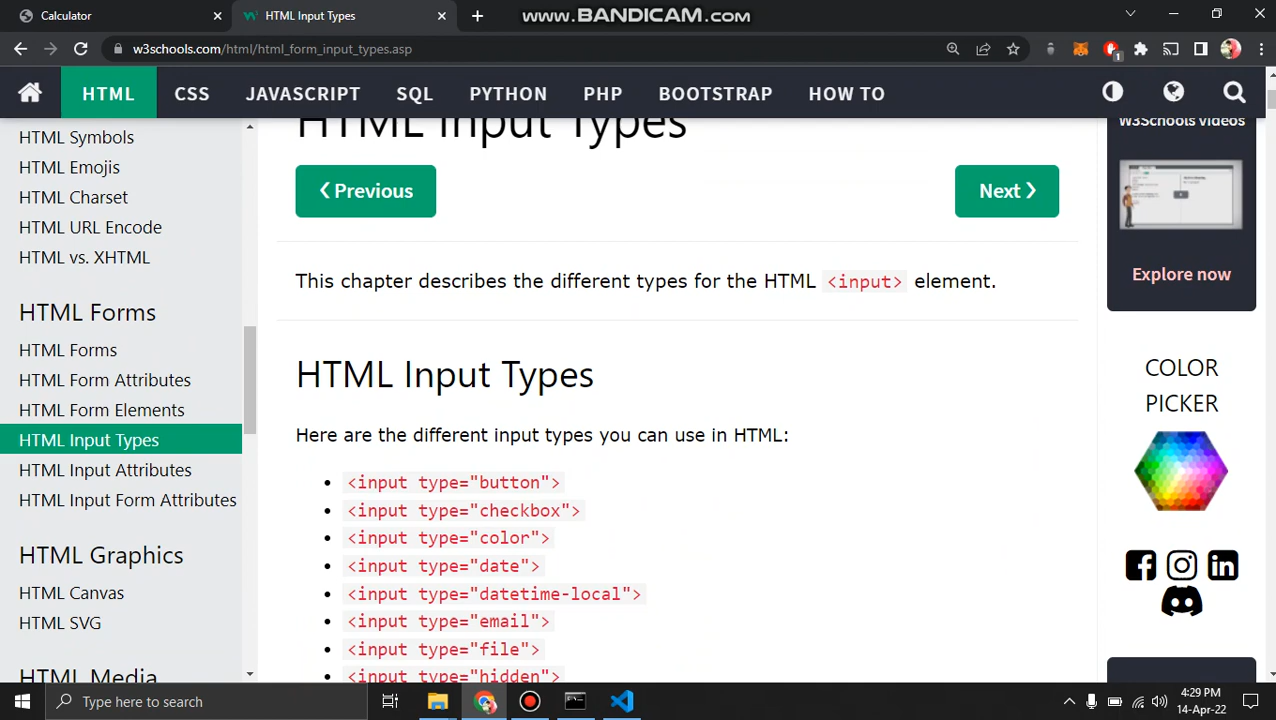 Calculator
HTML Input Types
www.BANDICAM.com
w3schools.com/html/html_form_input_types.asp
1
HTML
CSS
JAVASCRIPT
SQL
PYTHON
PHP
BOOTSTRAP
HOW TO
HTML Symbols
HTML Emojis
HTML Charset
HTML URL Encode
HTML vs. XHTML
HTML Forms
HTML Forms
HTML Form Attributes
HTML Form Elements
HTML Input Types
HTML Input Attributes
HTML Input Form Attributes
HTML Graphics
HTML Canvas
HTML SVG
HTML Media
HTML Input Types
❮ Previous
Next ❯
This chapter describes the different types for the HTML <input> element.
HTML Input Types
Here are the different input types you can use in HTML:
<input type="button">
<input type="checkbox">
<input type="color">
<input type="date">
<input type="datetime-local">
<input type="email">
<input type="file">
<input type="hidden">
W3Schools videos
Explore now
COLOR
PICKER
Type here to search
4:29 PM
14-Apr-22